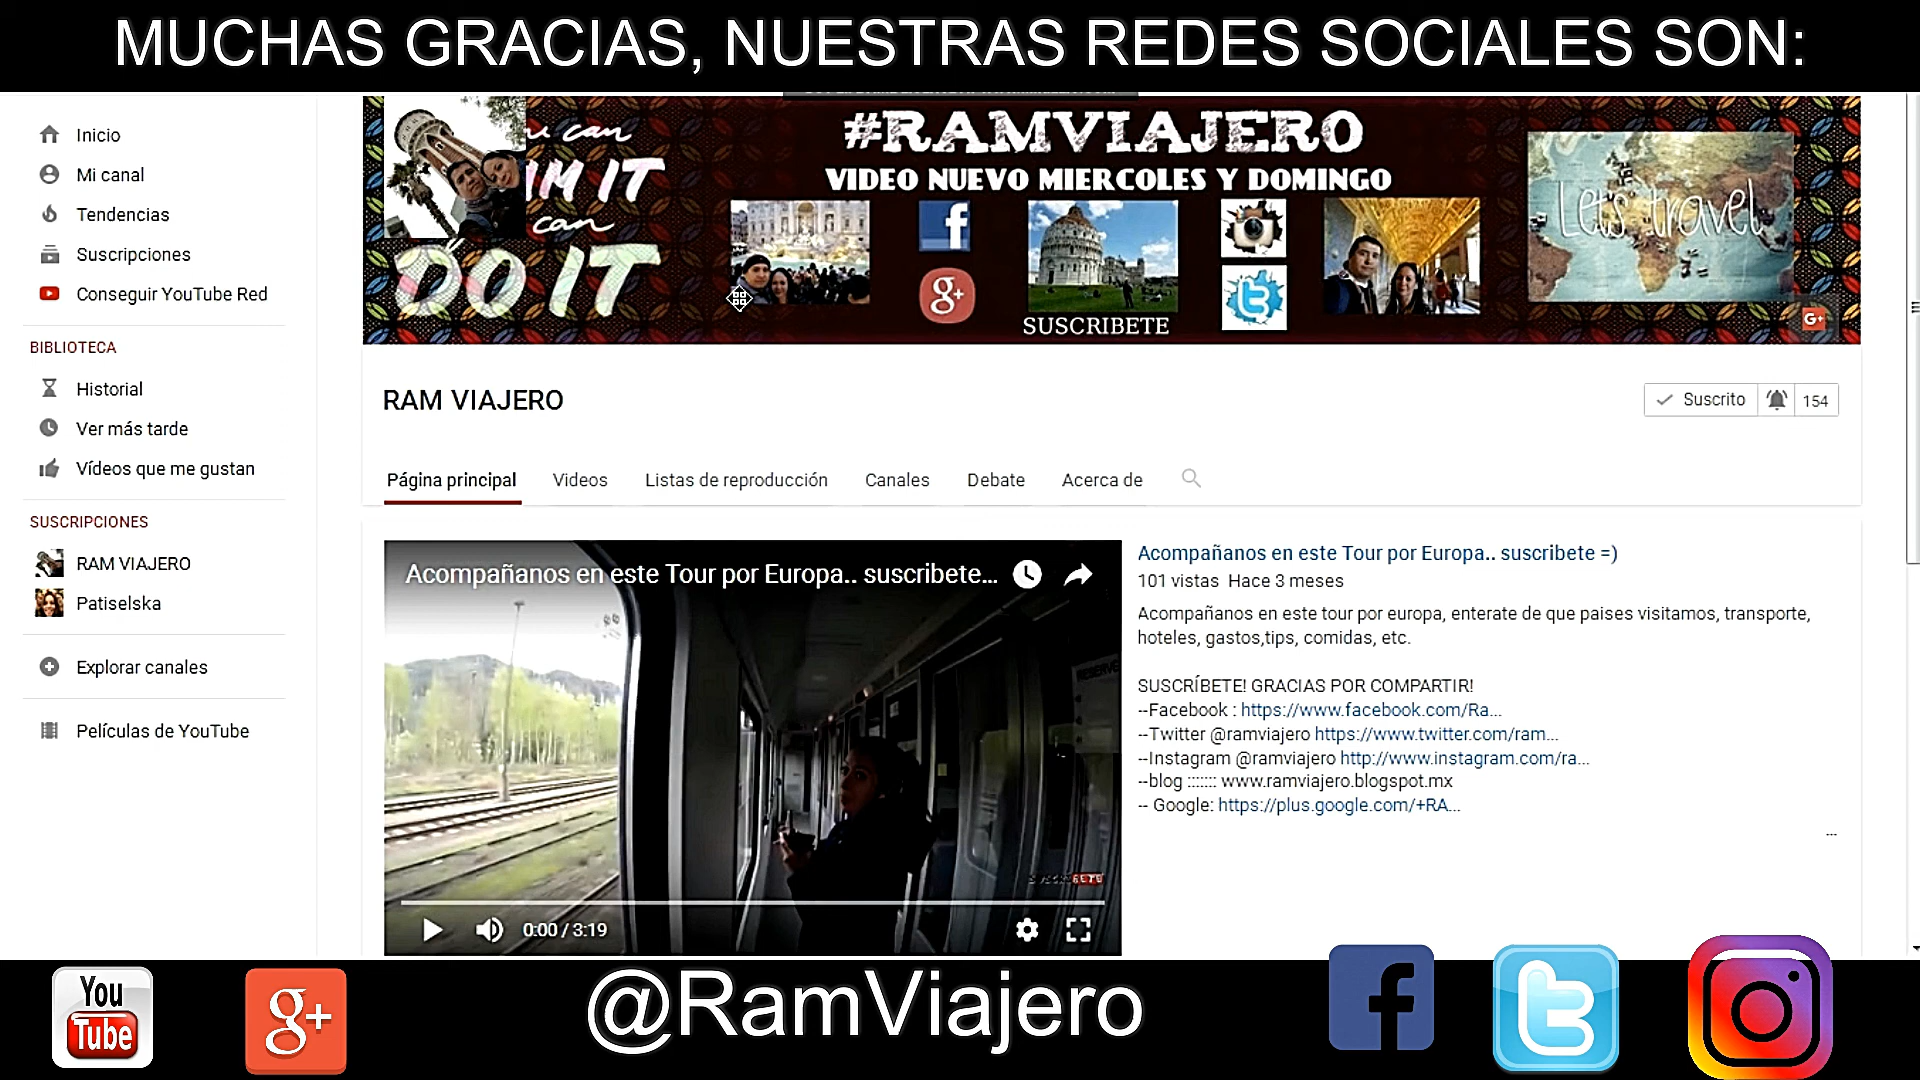 MUCHAS GRACIAS, NUESTRAS REDES SOCIALES SON:
Inicio
Mi canal
Tendencias
Suscripciones
Conseguir YouTube Red
BIBLIOTECA
Historial
Ver más tarde
Vídeos que me gustan
SUSCRIPCIONES
RAM VIAJERO
Patiselska
Explorar canales
Películas de YouTube
can
IT
can
DO IT
#RAMVIAJERO
VIDEO NUEVO MIERCOLES Y DOMINGO
f
g+
SUSCRIBETE
Let's travel
G+
RAM VIAJERO
Suscrito
154
Página principal
Videos
Listas de reproducción
Canales
Debate
Acerca de
Acompañanos en este Tour por Europa.. suscribete...
0:00 / 3:19
Acompañanos en este Tour por Europa.. suscribete =)
101 vistas Hace 3 meses
Acompañanos en este tour por europa, enterate de que paises visitamos, transporte,
hoteles, gastos,tips, comidas, etc.
SUSCRÍBETE! GRACIAS POR COMPARTIR!
--Facebook : https://www.facebook.com/Ra...
--Twitter @ramviajero https://www.twitter.com/ram...
--Instagram @ramviajero http://www.instagram.com/ra...
--blog ::::::: www.ramviajero.blogspot.mx
-- Google: https://plus.google.com/+RA...
...
You
Tube
g+
@RamViajero
f
t